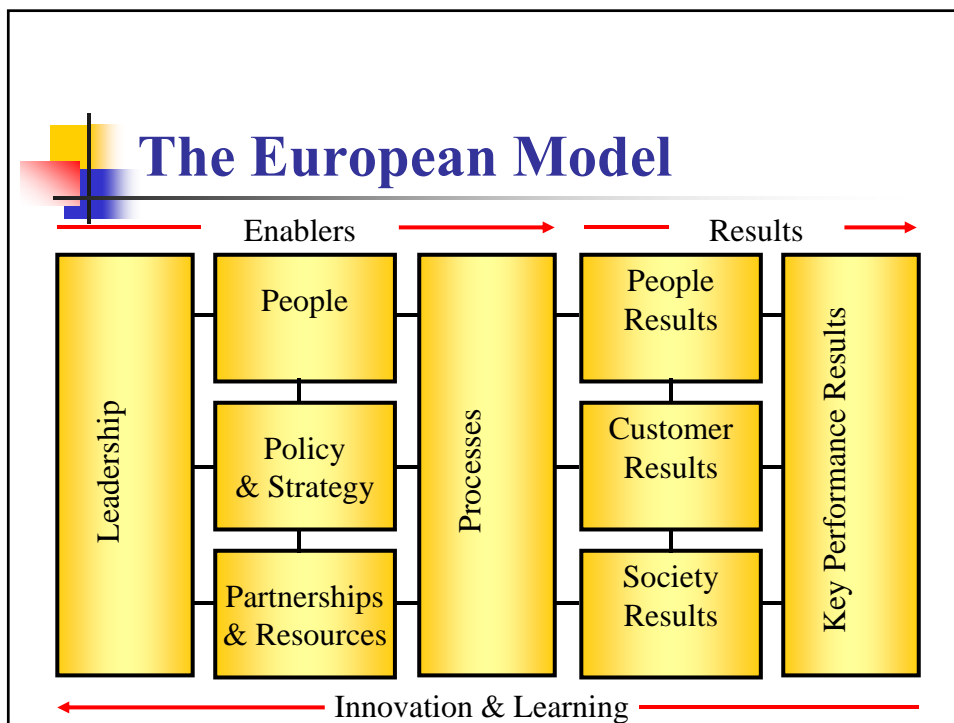 The European Model
Enablers
Results
Leadership
People
Policy
& Strategy
Partnerships
& Resources
Processes
People
Results
Customer
Results
Society
Results
Key Performance Results
Innovation & Learning